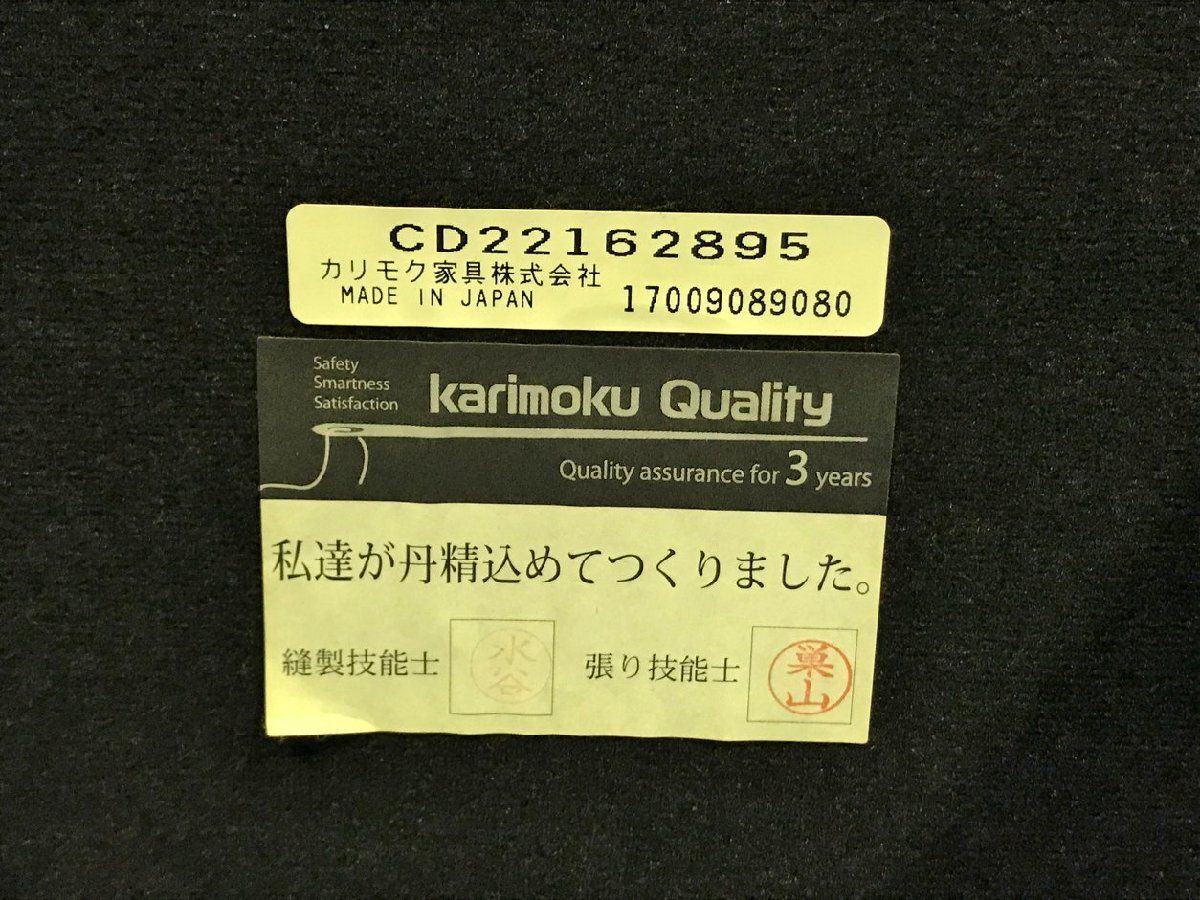 CD22162895
カリモク家具株式会社
MADE IN JAPAN 17009089080
Safety
Smartness
Satisfaction
karimoku Quality
Quality assurance for 3 years
私達が丹精込めてつくりました。
縫製技能士 水谷 張り技能士 巣山